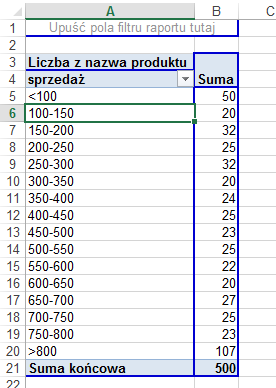 A B C
1 Upuść pola filtru raportu tutaj
2
3 Liczba z nazwa produktu
4 sprzedaż Suma
5 <100 50
6 100-150 20
7 150-200 32
8 200-250 25
9 250-300 32
10 300-350 20
11 350-400 24
12 400-450 25
13 450-500 23
14 500-550 25
15 550-600 22
16 600-650 20
17 650-700 27
18 700-750 25
19 750-800 23
20 >800 107
21 Suma końcowa 500
22